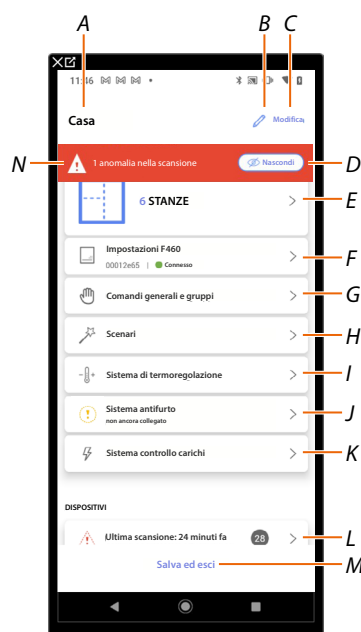 A
B
C
11:46
Casa
Modifica
N
1 anomalia nella scansione
Nascondi
D
6 STANZE
E
Impostazioni F460
00012e65 | Connesso
F
Comandi generali e gruppi
G
Scenari
H
Sistema di termoregolazione
I
Sistema antifurto
non ancora collegato
J
Sistema controllo carichi
K
DISPOSITIVI
Ultima scansione: 24 minuti fa
28
L
Salva ed esci
M